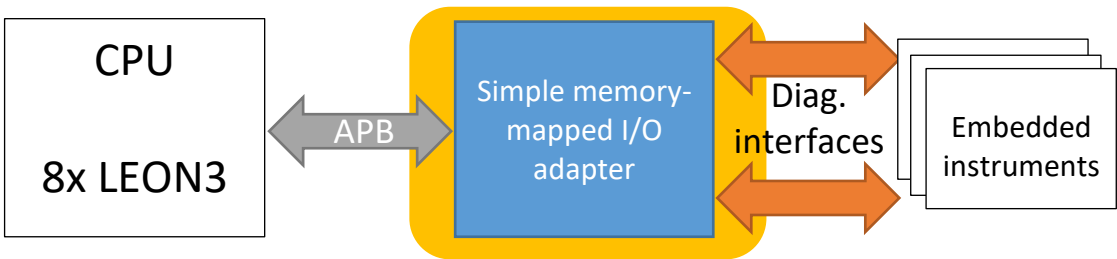 CPU
8x LEON3
APB
Simple memory-
mapped I/O
adapter
Diag.
interfaces
Embedded
instruments